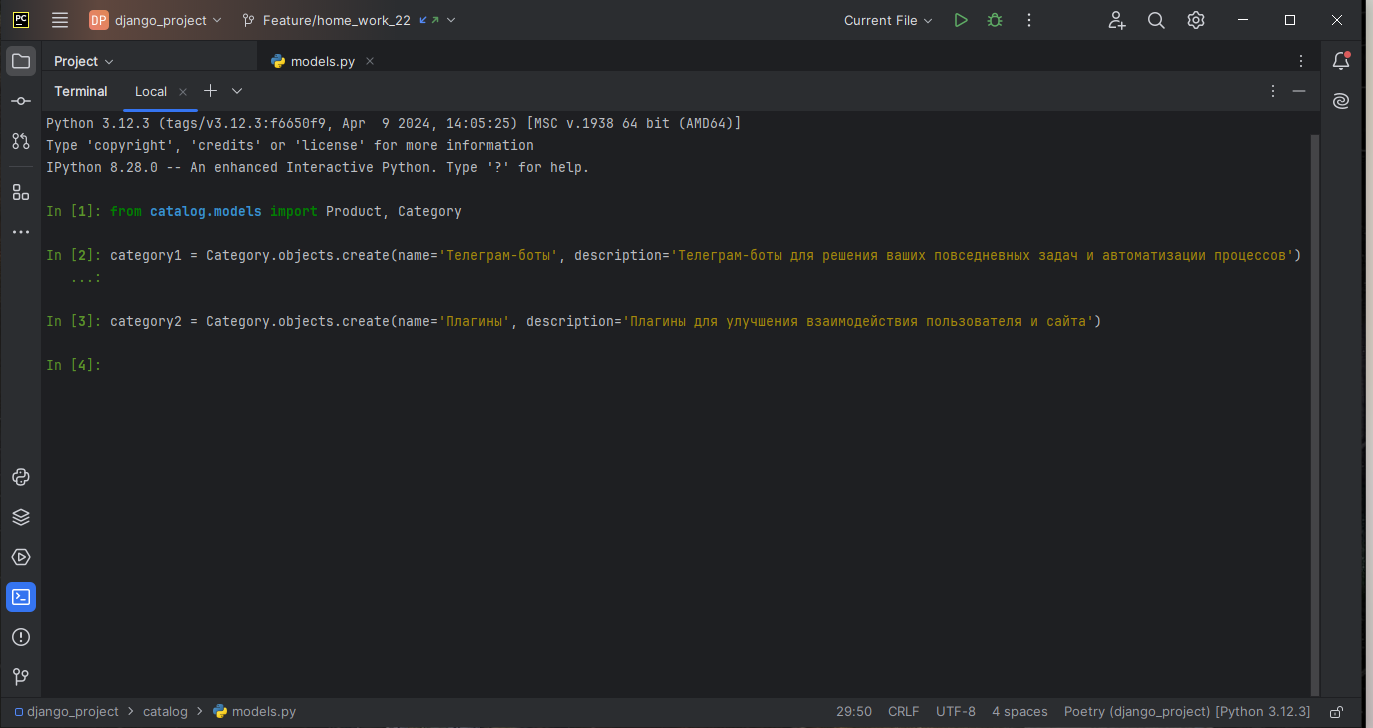 PC DP django_project Feature/home_work_22 Current File
Project models.py
Terminal Local
Python 3.12.3 (tags/v3.12.3:f6650f9, Apr  9 2024, 14:05:25) [MSC v.1938 64 bit (AMD64)]
Type 'copyright', 'credits' or 'license' for more information
IPython 8.28.0 -- An enhanced Interactive Python. Type '?' for help.
In [1]: from catalog.models import Product, Category
In [2]: category1 = Category.objects.create(name='Телеграм-боты', description='Телеграм-боты для решения ваших повседневных задач и автоматизации процессов')
...:
In [3]: category2 = Category.objects.create(name='Плагины', description='Плагины для улучшения взаимодействия пользователя и сайта')
In [4]:
django_project > catalog > models.py 29:50 CRLF UTF-8 4 spaces Poetry (django_project) [Python 3.12.3]